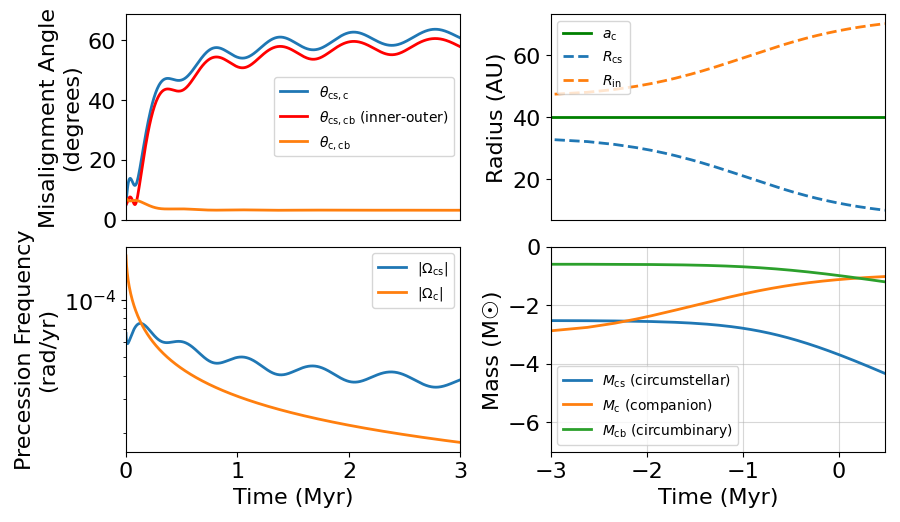 Misalignment Angle
(degrees)
60
40
20
0
θcs, c
θcs, cb (inner-outer)
θc, cb
Radius (AU)
60
40
20
ac
Rcs
Rin
Precession Frequency
(rad/yr)
10⁻⁴
|Ωcs|
|Ωc|
0 1 2 3
Time (Myr)
Mass (M☉)
0
−2
−4
−6
Mcs (circumstellar)
Mc (companion)
Mcb (circumbinary)
−3 −2 −1 0
Time (Myr)